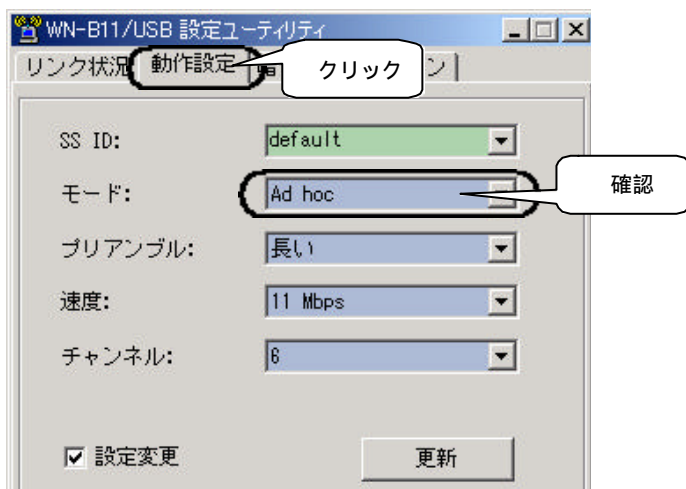 WN-B11/USB 設定ユーティリティ
リンク状況 動作設定
クリック
SS ID: default
モード: Ad hoc
確認
プリアンブル: 長い
速度: 11 Mbps
チャンネル: 6
設定変更 更新